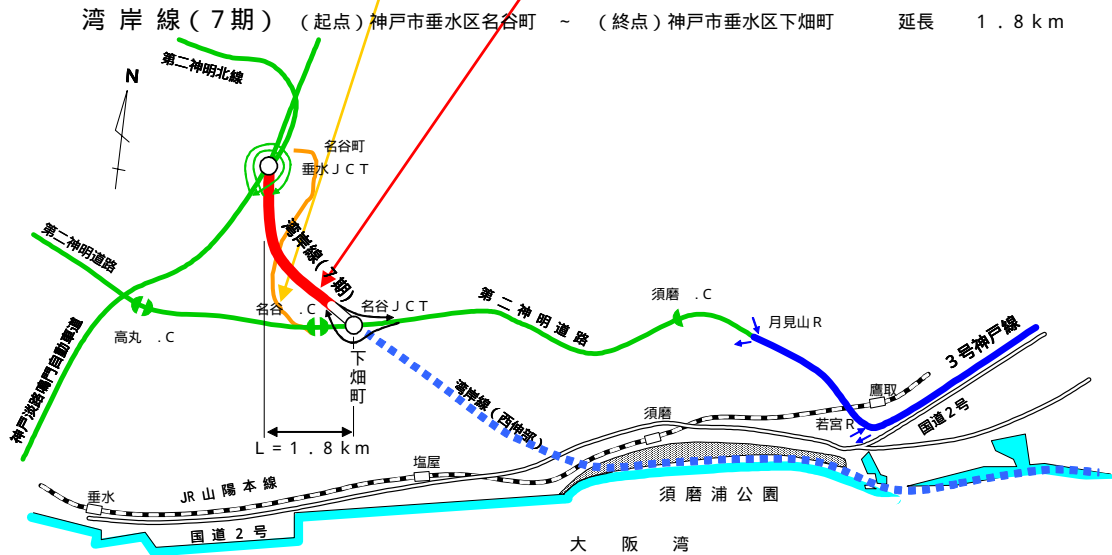 湾岸線(7期) (起点)神戸市垂水区名谷町 ~ (終点)神戸市垂水区下畑町 延長 1.8km
第二神明北線
N
名谷町
垂水JCT
第二神明道路
湾岸線(7期)
名谷 .C
名谷JCT
高丸 .C
第二神明道路
須磨 .C
月見山R
3号神戸線
神戸淡路鳴門自動車道
下畑町
湾岸線(西伸部)
鷹取
須磨
若宮R
国道2号
L=1.8km
塩屋
JR山陽本線
垂水
須磨浦公園
国道2号
大阪湾